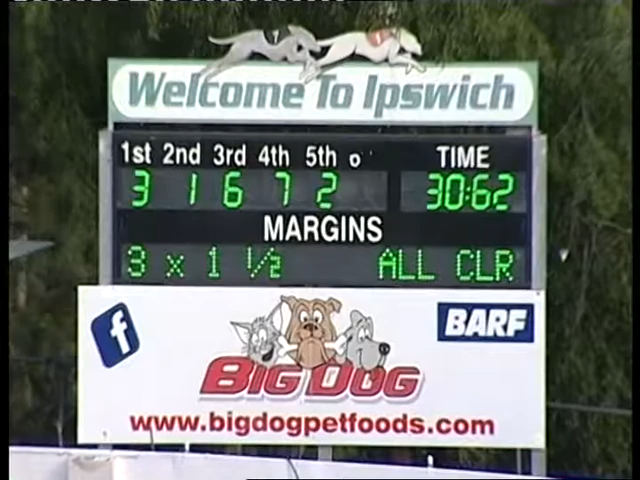 Welcome To Ipswich
1st 2nd 3rd 4th 5th TIME
3 1 6 7 2 30:62
MARGINS
3 x 1 ½ ALL CLR
f BARF
BIG DOG
www.bigdogpetfoods.com